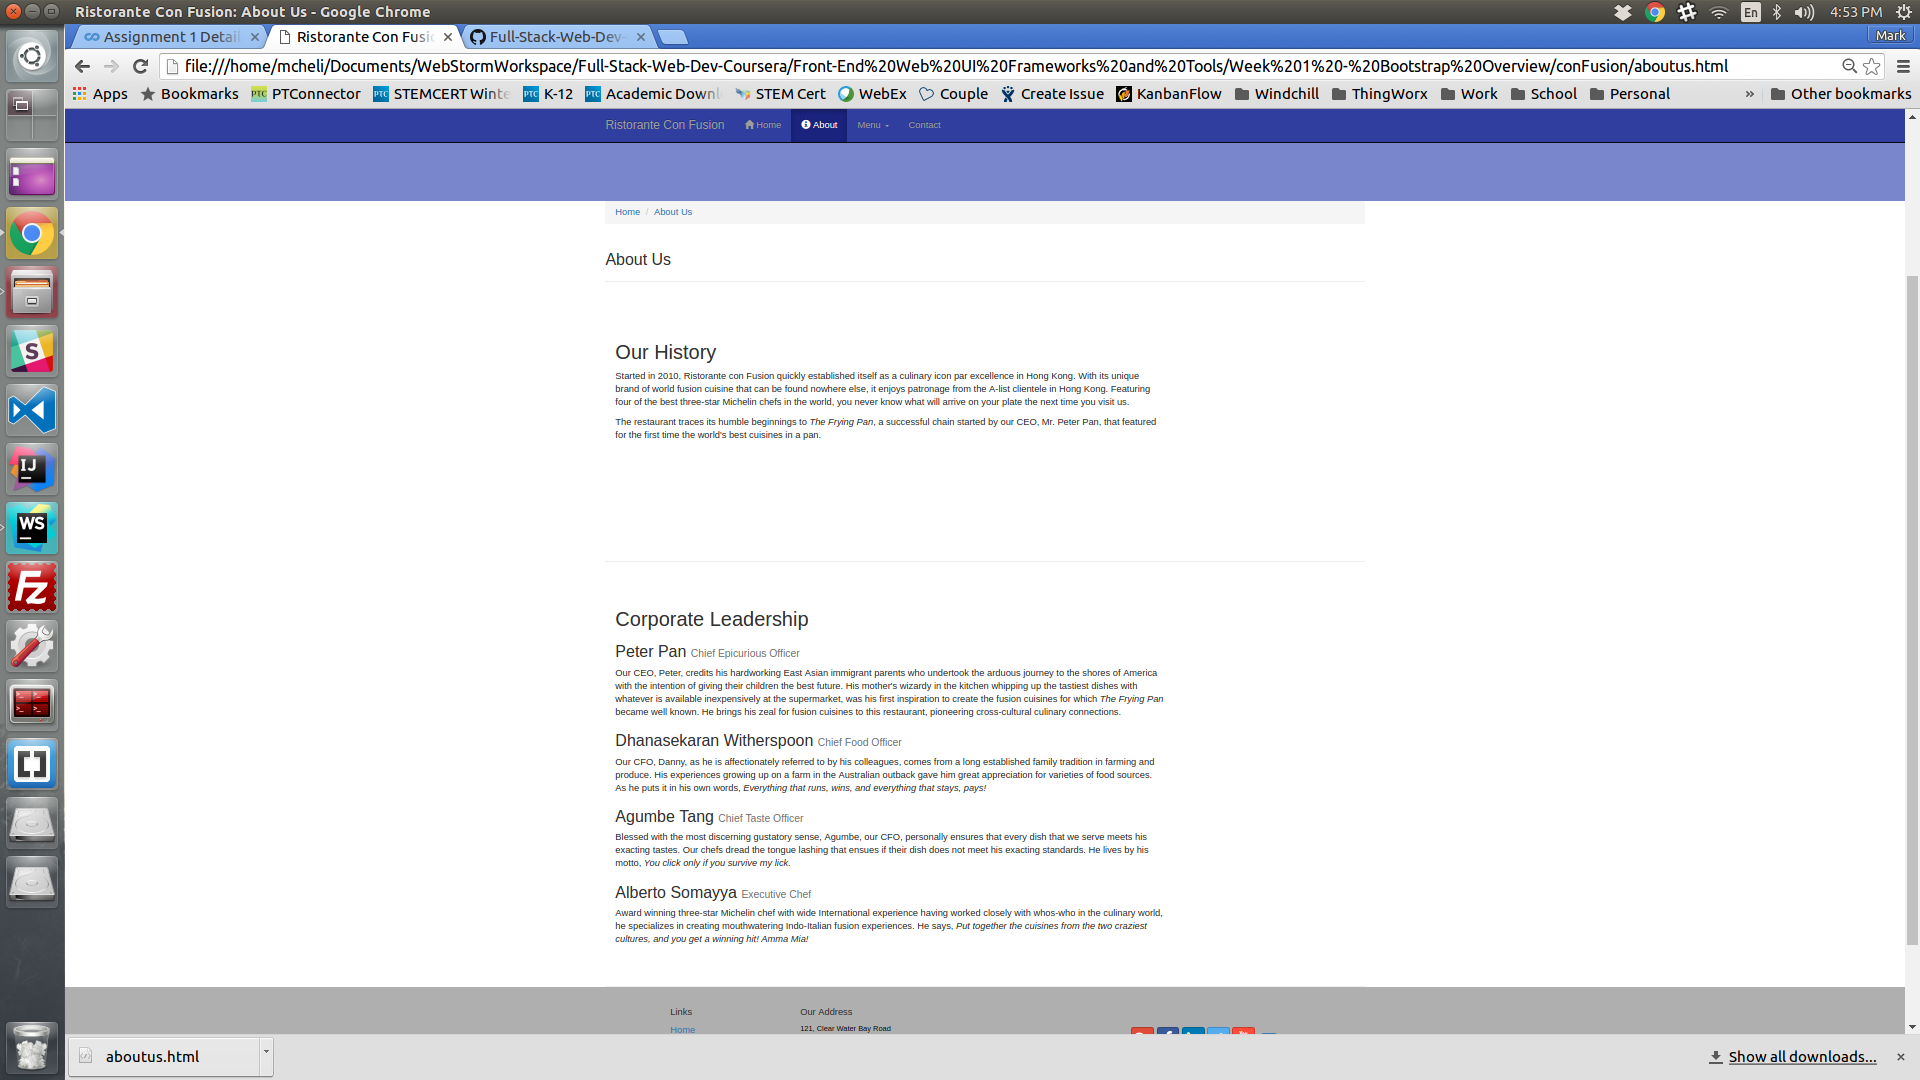 Ristorante Con Fusion: About Us - Google Chrome
En
4:53 PM
Assignment 1 Detail
Ristorante Con Fusi
Full-Stack-Web-Dev-
Mark
file:///home/mcheli/Documents/WebStormWorkspace/Full-Stack-Web-Dev-Coursera/Front-End%20Web%20UI%20Frameworks%20and%20Tools/Week%201%20-%20Bootstrap%20Overview/conFusion/aboutus.html
Apps
Bookmarks
PTC
PTConnector
PTC
STEMCERT Winte
PTC
K-12
PTC
Academic Downl
STEM Cert
WebEx
Couple
Create Issue
KanbanFlow
Windchill
ThingWorx
Work
School
Personal
»
Other bookmarks
Ristorante Con Fusion
Home
About
Menu
Contact
Home / About Us
About Us
Our History
Started in 2010, Ristorante con Fusion quickly established itself as a culinary icon par excellence in Hong Kong. With its unique
brand of world fusion cuisine that can be found nowhere else, it enjoys patronage from the A-list clientele in Hong Kong. Featuring
four of the best three-star Michelin chefs in the world, you never know what will arrive on your plate the next time you visit us.
The restaurant traces its humble beginnings to The Frying Pan, a successful chain started by our CEO, Mr. Peter Pan, that featured
for the first time the world's best cuisines in a pan.
Corporate Leadership
Peter Pan Chief Epicurious Officer
Our CEO, Peter, credits his hardworking East Asian immigrant parents who undertook the arduous journey to the shores of America
with the intention of giving their children the best future. His mother's wizardy in the kitchen whipping up the tastiest dishes with
whatever is available inexpensively at the supermarket, was his first inspiration to create the fusion cuisines for which The Frying Pan
became well known. He brings his zeal for fusion cuisines to this restaurant, pioneering cross-cultural culinary connections.
Dhanasekaran Witherspoon Chief Food Officer
Our CFO, Danny, as he is affectionately referred to by his colleagues, comes from a long established family tradition in farming and
produce. His experiences growing up on a farm in the Australian outback gave him great appreciation for varieties of food sources.
As he puts it in his own words, Everything that runs, wins, and everything that stays, pays!
Agumbe Tang Chief Taste Officer
Blessed with the most discerning gustatory sense, Agumbe, our CFO, personally ensures that every dish that we serve meets his
exacting tastes. Our chefs dread the tongue lashing that ensues if their dish does not meet his exacting standards. He lives by his
motto, You click only if you survive my lick.
Alberto Somayya Executive Chef
Award winning three-star Michelin chef with wide International experience having worked closely with whos-who in the culinary world,
he specializes in creating mouthwatering Indo-Italian fusion experiences. He says, Put together the cuisines from the two craziest
cultures, and you get a winning hit! Amma Mia!
Links
Home
Our Address
121, Clear Water Bay Road
S
IJ
WS
FZ
aboutus.html
Show all downloads...